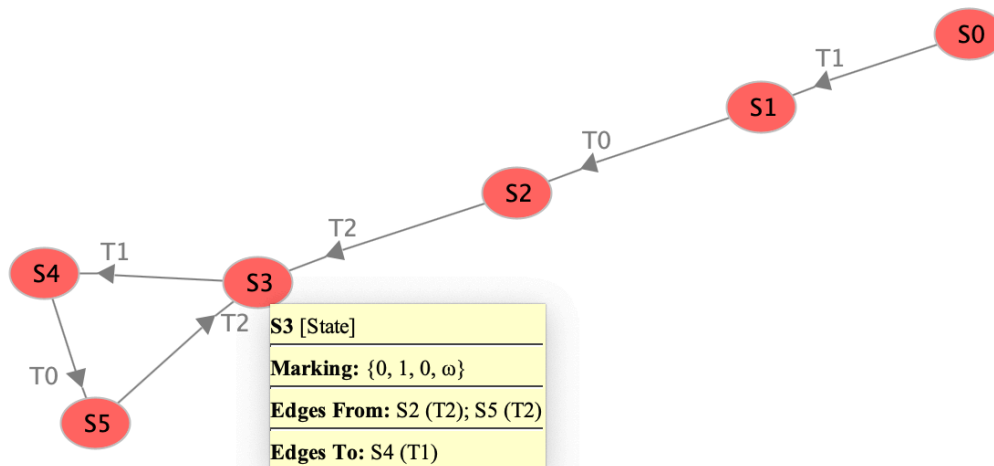 S0
T1
S1
T0
S2
T2
T1
S4
S3
T2
T0
S5
S3 [State]
Marking: {0, 1, 0, ω}
Edges From: S2 (T2); S5 (T2)
Edges To: S4 (T1)